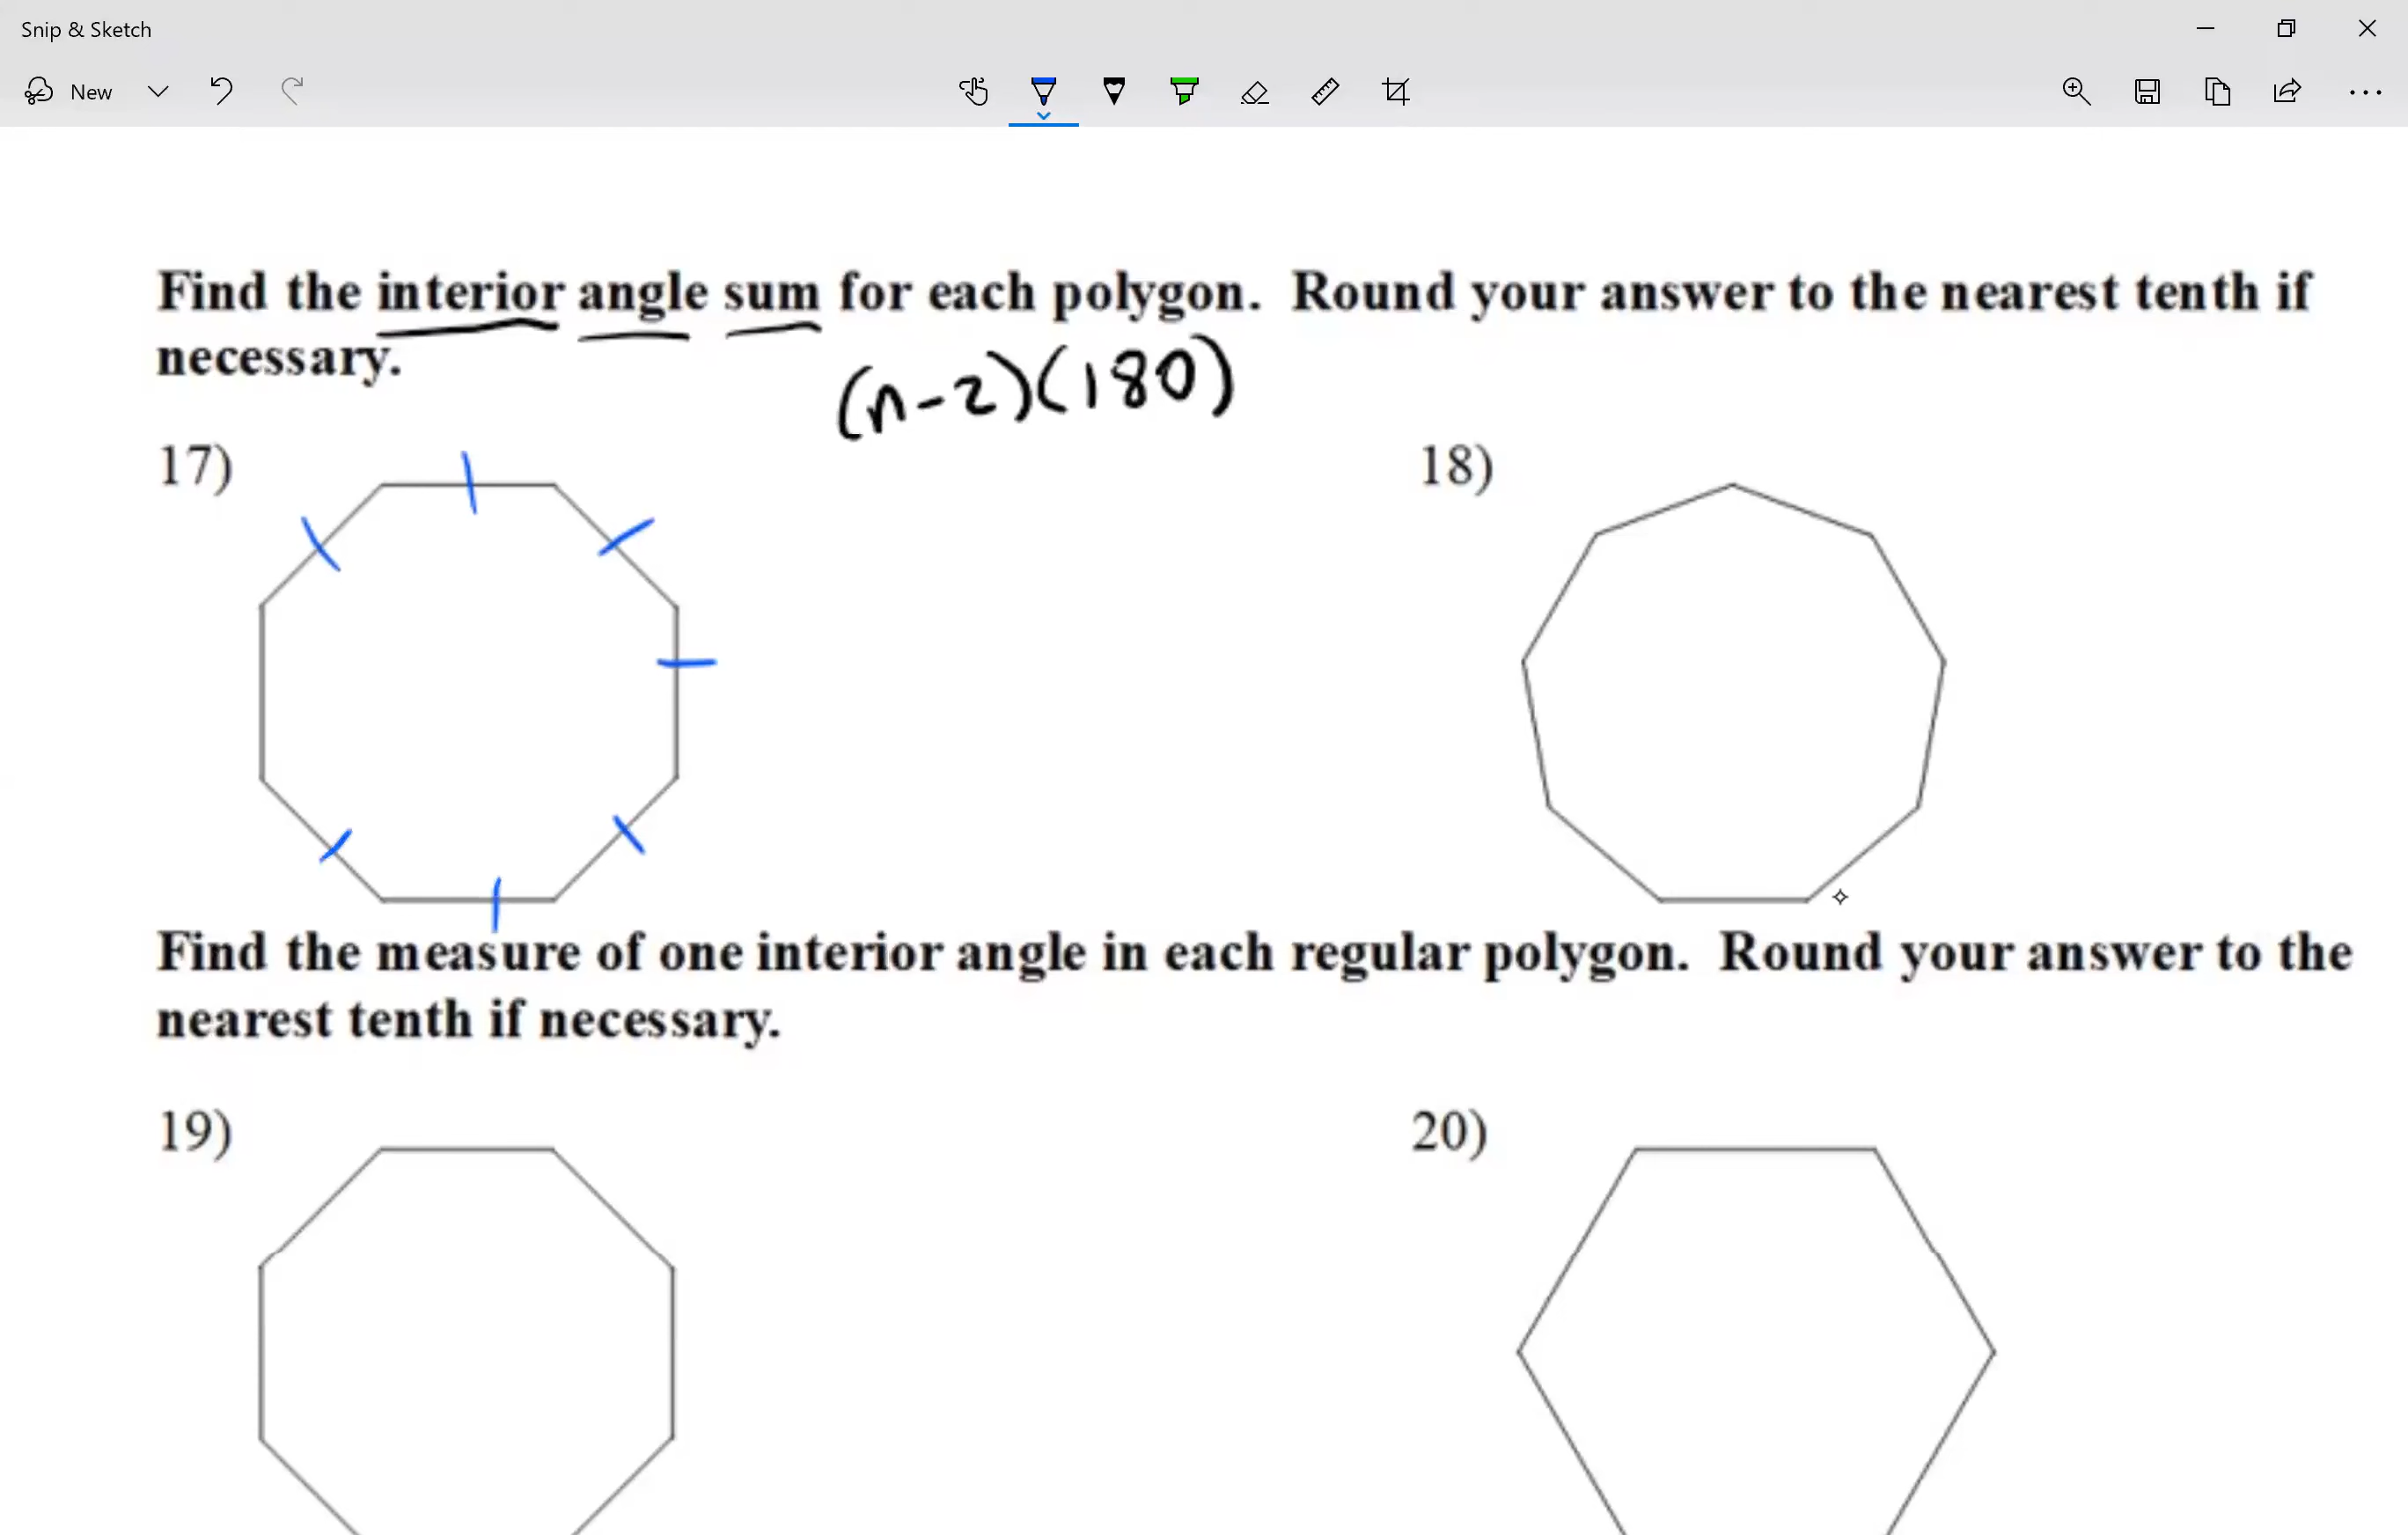 Snip & Sketch
New
Find the interior angle sum for each polygon. Round your answer to the nearest tenth if
necessary.
(n-2)(180)
17)
18)
Find the measure of one interior angle in each regular polygon. Round your answer to the
nearest tenth if necessary.
19)
20)